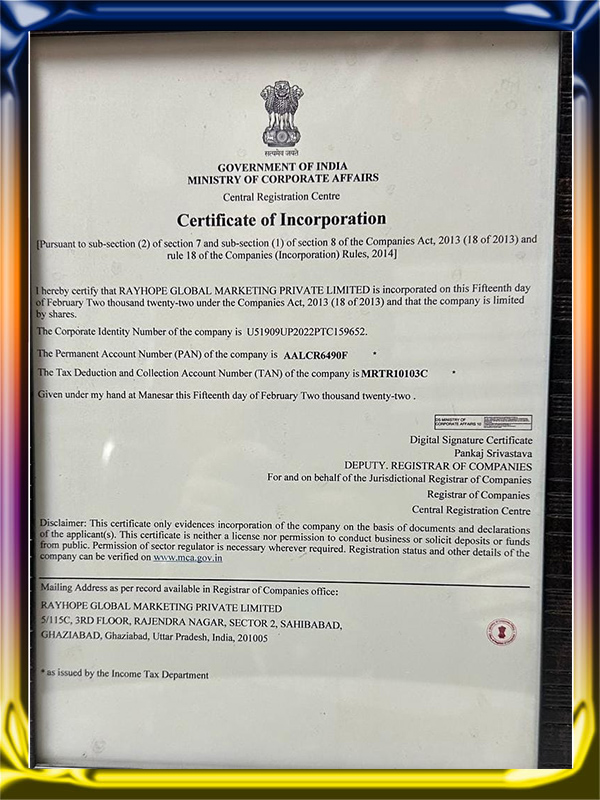 सत्यमेव जयते
GOVERNMENT OF INDIA
MINISTRY OF CORPORATE AFFAIRS
Central Registration Centre
Certificate of Incorporation
[Pursuant to sub-section (2) of section 7 and sub-section (1) of section 8 of the Companies Act, 2013 (18 of 2013) and
rule 18 of the Companies (Incorporation) Rules, 2014]
I hereby certify that RAYHOPE GLOBAL MARKETING PRIVATE LIMITED is incorporated on this Fifteenth day
of February Two thousand twenty-two under the Companies Act, 2013 (18 of 2013) and that the company is limited
by shares.
The Corporate Identity Number of the company is U51909UP2022PTC159652.
The Permanent Account Number (PAN) of the company is AALCR6490F *
The Tax Deduction and Collection Account Number (TAN) of the company is MRTR10103C *
Given under my hand at Manesar this Fifteenth day of February Two thousand twenty-two .
DS MINISTRY OF
CORPORATE AFFAIRS 10
Digital Signature Certificate
Pankaj Srivastava
DEPUTY. REGISTRAR OF COMPANIES
For and on behalf of the Jurisdictional Registrar of Companies
Registrar of Companies
Central Registration Centre
Disclaimer: This certificate only evidences incorporation of the company on the basis of documents and declarations
of the applicant(s). This certificate is neither a license nor permission to conduct business or solicit deposits or funds
from public. Permission of sector regulator is necessary wherever required. Registration status and other details of the
company can be verified on www.mca.gov.in
Mailing Address as per record available in Registrar of Companies office:
RAYHOPE GLOBAL MARKETING PRIVATE LIMITED
5/115C, 3RD FLOOR, RAJENDRA NAGAR, SECTOR 2, SAHIBABAD,
GHAZIABAD, Ghaziabad, Uttar Pradesh, India, 201005
* as issued by the Income Tax Department